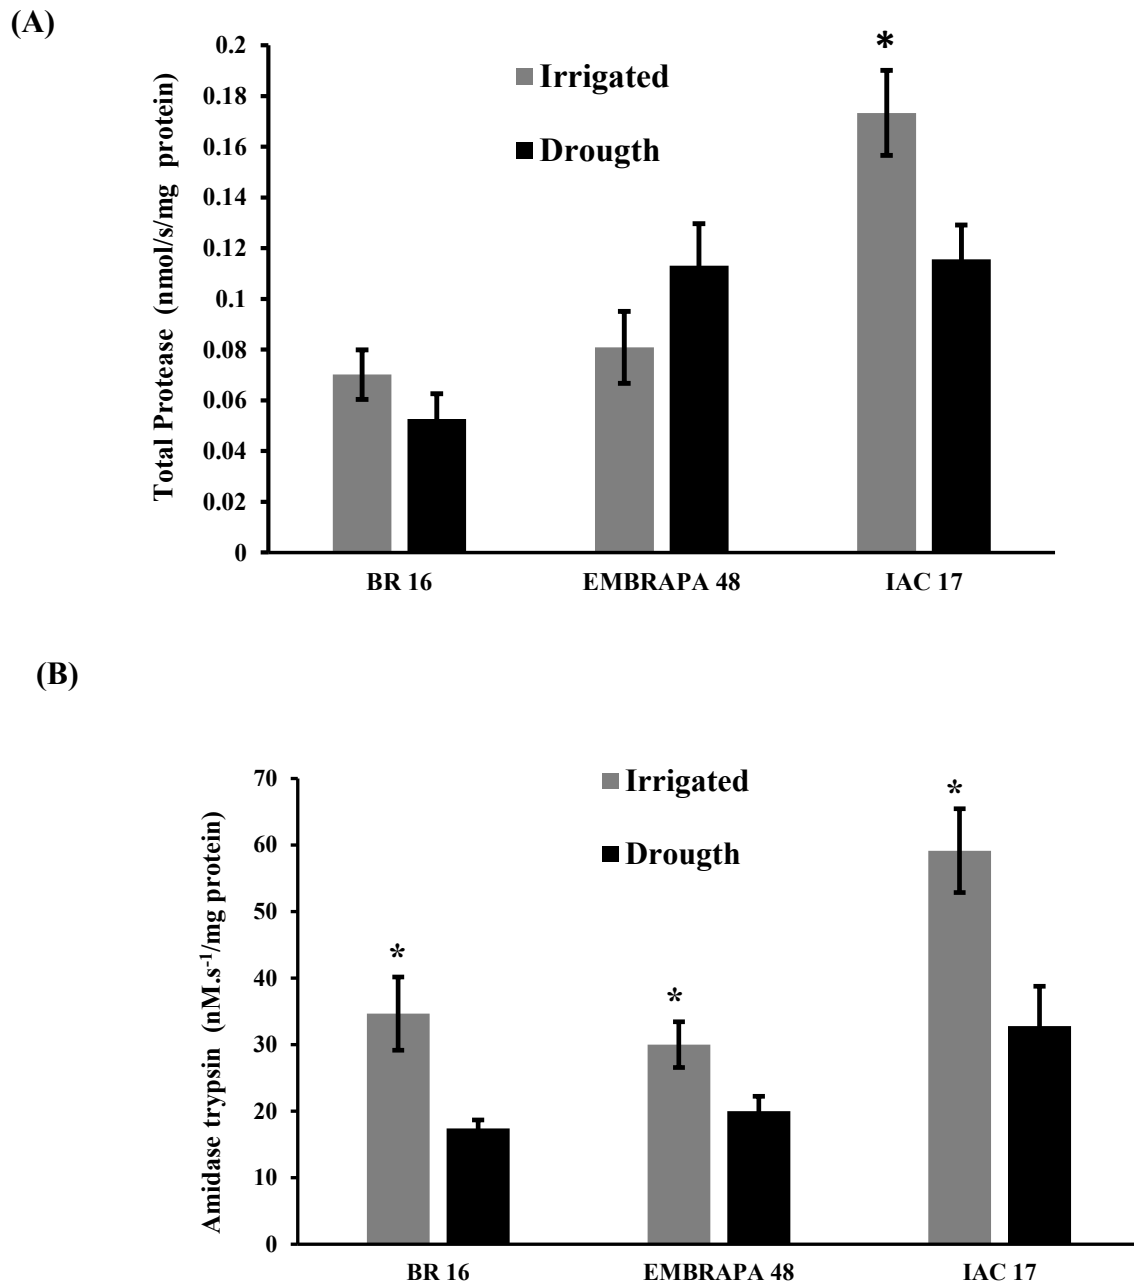 (A)
Total Protease (nmol/s/mg protein)
0.2
0.18
0.16
0.14
0.12
0.1
0.08
0.06
0.04
0.02
0
Irrigated
Drougth
*
BR 16 EMBRAPA 48 IAC 17
(B)
Amidase trypsin (nM.s⁻¹/mg protein)
70
60
50
40
30
20
10
0
Irrigated
Drougth
* * *
BR 16 EMBRAPA 48 IAC 17